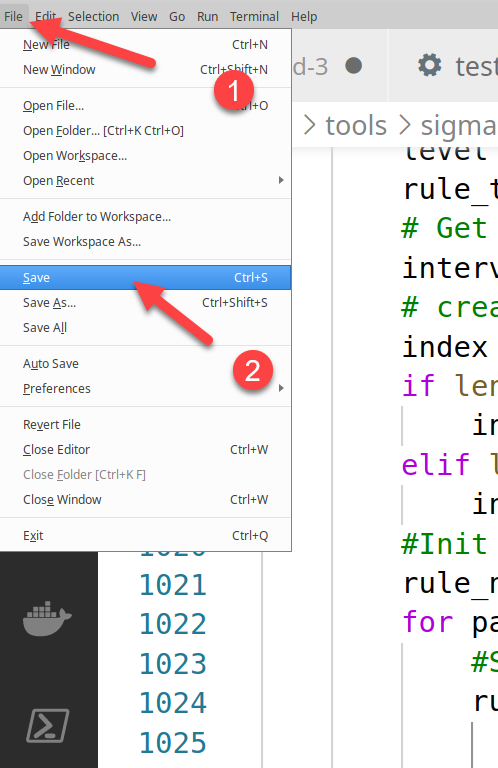 File Edit Selection View Go Run Terminal Help
New File Ctrl+N
New Window Ctrl+Shift+N
1
d-3 test
Open File... +O
Open Folder... [Ctrl+K Ctrl+O]
tools sigma
Open Workspace...
level
Open Recent
rule_t
Add Folder to Workspace...
# Get
Save Workspace As...
interv
Save Ctrl+S
Save As... Ctrl+Shift+S
# crea
Save All
index
Auto Save
2
Preferences
if len
Revert File
in
Close Editor Ctrl+W
elif l
Close Folder [Ctrl+K F]
Close Window Ctrl+W
in
Exit Ctrl+Q
1020 #Init
1021 rule_n
1022 for pa
1023 #S
1024 ru
1025